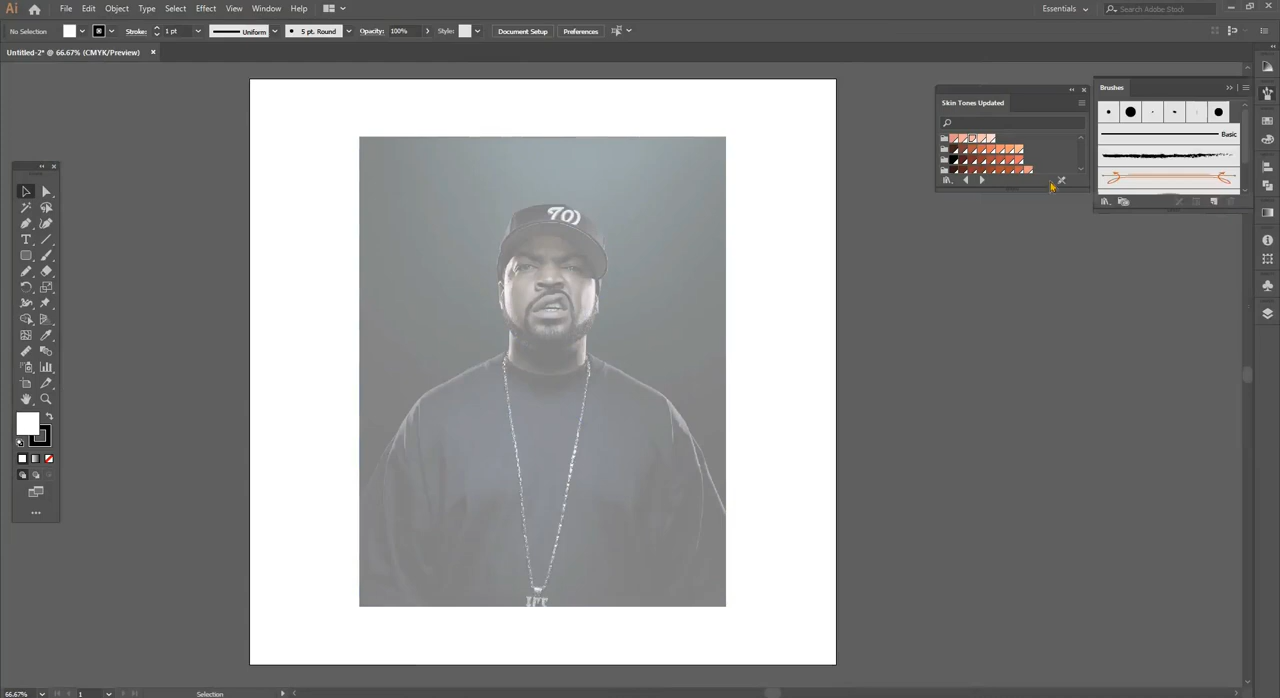 Ai File Edit Object Type Select Effect View Window Help Essentials Search Adobe Stock
No Selection Stroke: 1 pt Uniform 5 pt. Round Opacity: 100% Style: Document Setup Preferences
Untitled-2* @ 66.67% (CMYK/Preview)
Brushes
Skin Tones Updated
Basic
66.67% 1 Selection